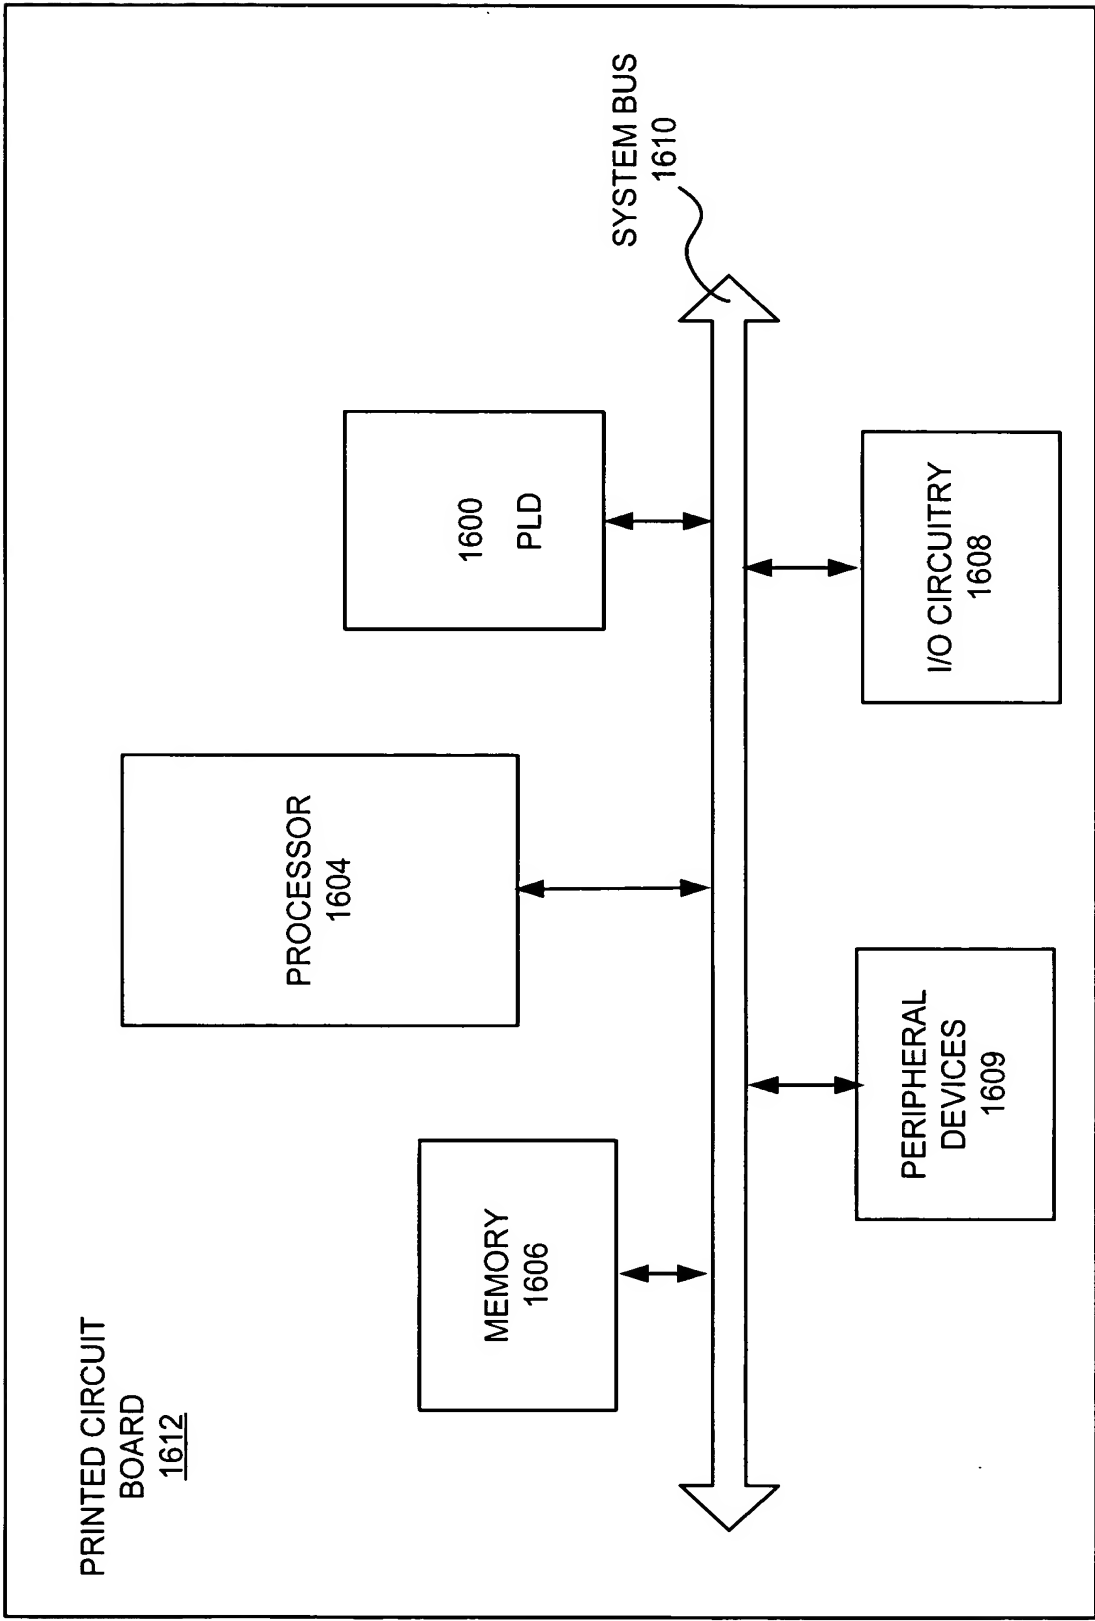 PRINTED CIRCUIT
BOARD
1612
PROCESSOR
1604
1600
PLD
MEMORY
1606
SYSTEM BUS
1610
PERIPHERAL
DEVICES
1609
I/O CIRCUITRY
1608